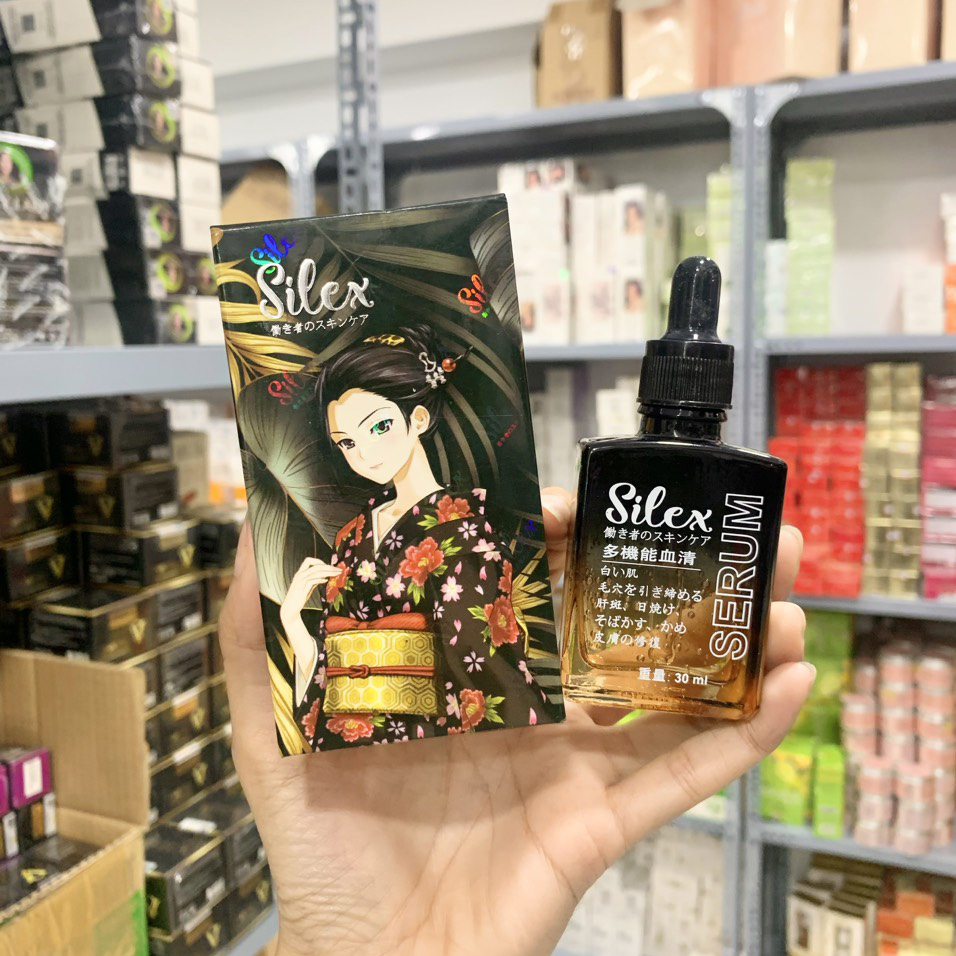 Silex
働き者のスキンケア
Silex
働き者のスキンケア
多機能血清
白い肌
毛穴を引ぎ締める
肝斑、日焼け、
そばかす、かめ
皮膚の修復
重量: 30 ml
SERUM